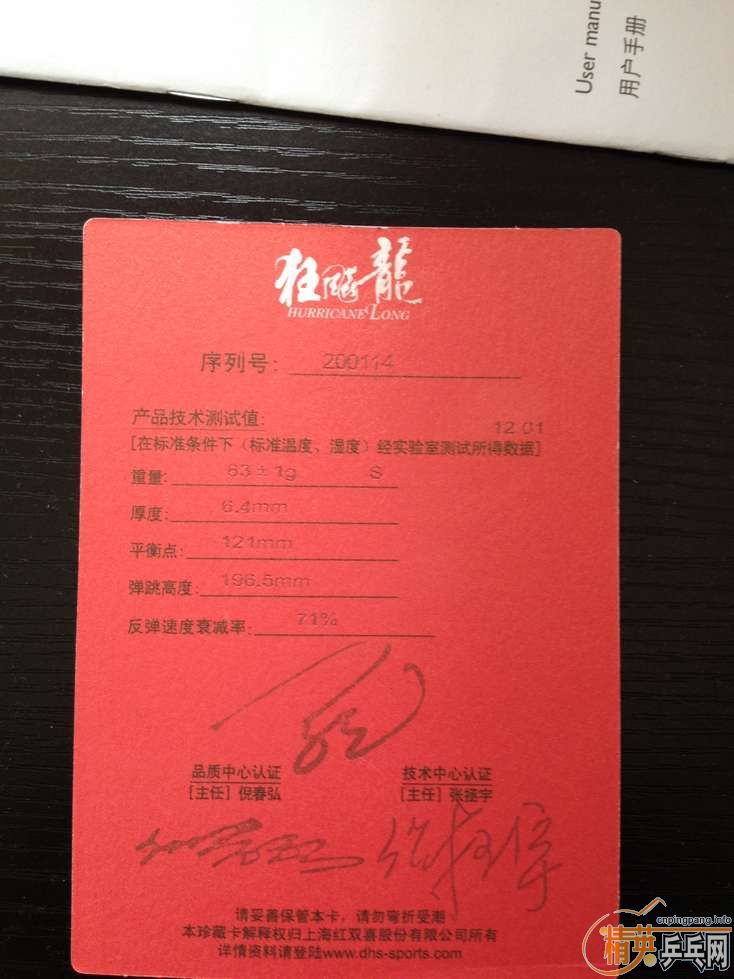 User manu
用户手册
狂飚龍
HURRICANE LONG
序列号: 200114
产品技术测试值: 12 01
[在标准条件下（标准温度、湿度）经实验室测试所得数据]
重量: 63±1g S
厚度: 6.4mm
平衡点: 121mm
弹跳高度: 196.5mm
反弹速度衰减率: 71%
品质中心认证 技术中心认证
[主任] 倪春弘 [主任] 张拯宇
请妥善保管本卡，请勿弯折受潮
本珍藏卡解释权归上海红双喜股份有限公司所有
详情资料请登陆www.dhs-sports.com
cnpingpang.info
精英乒乓网